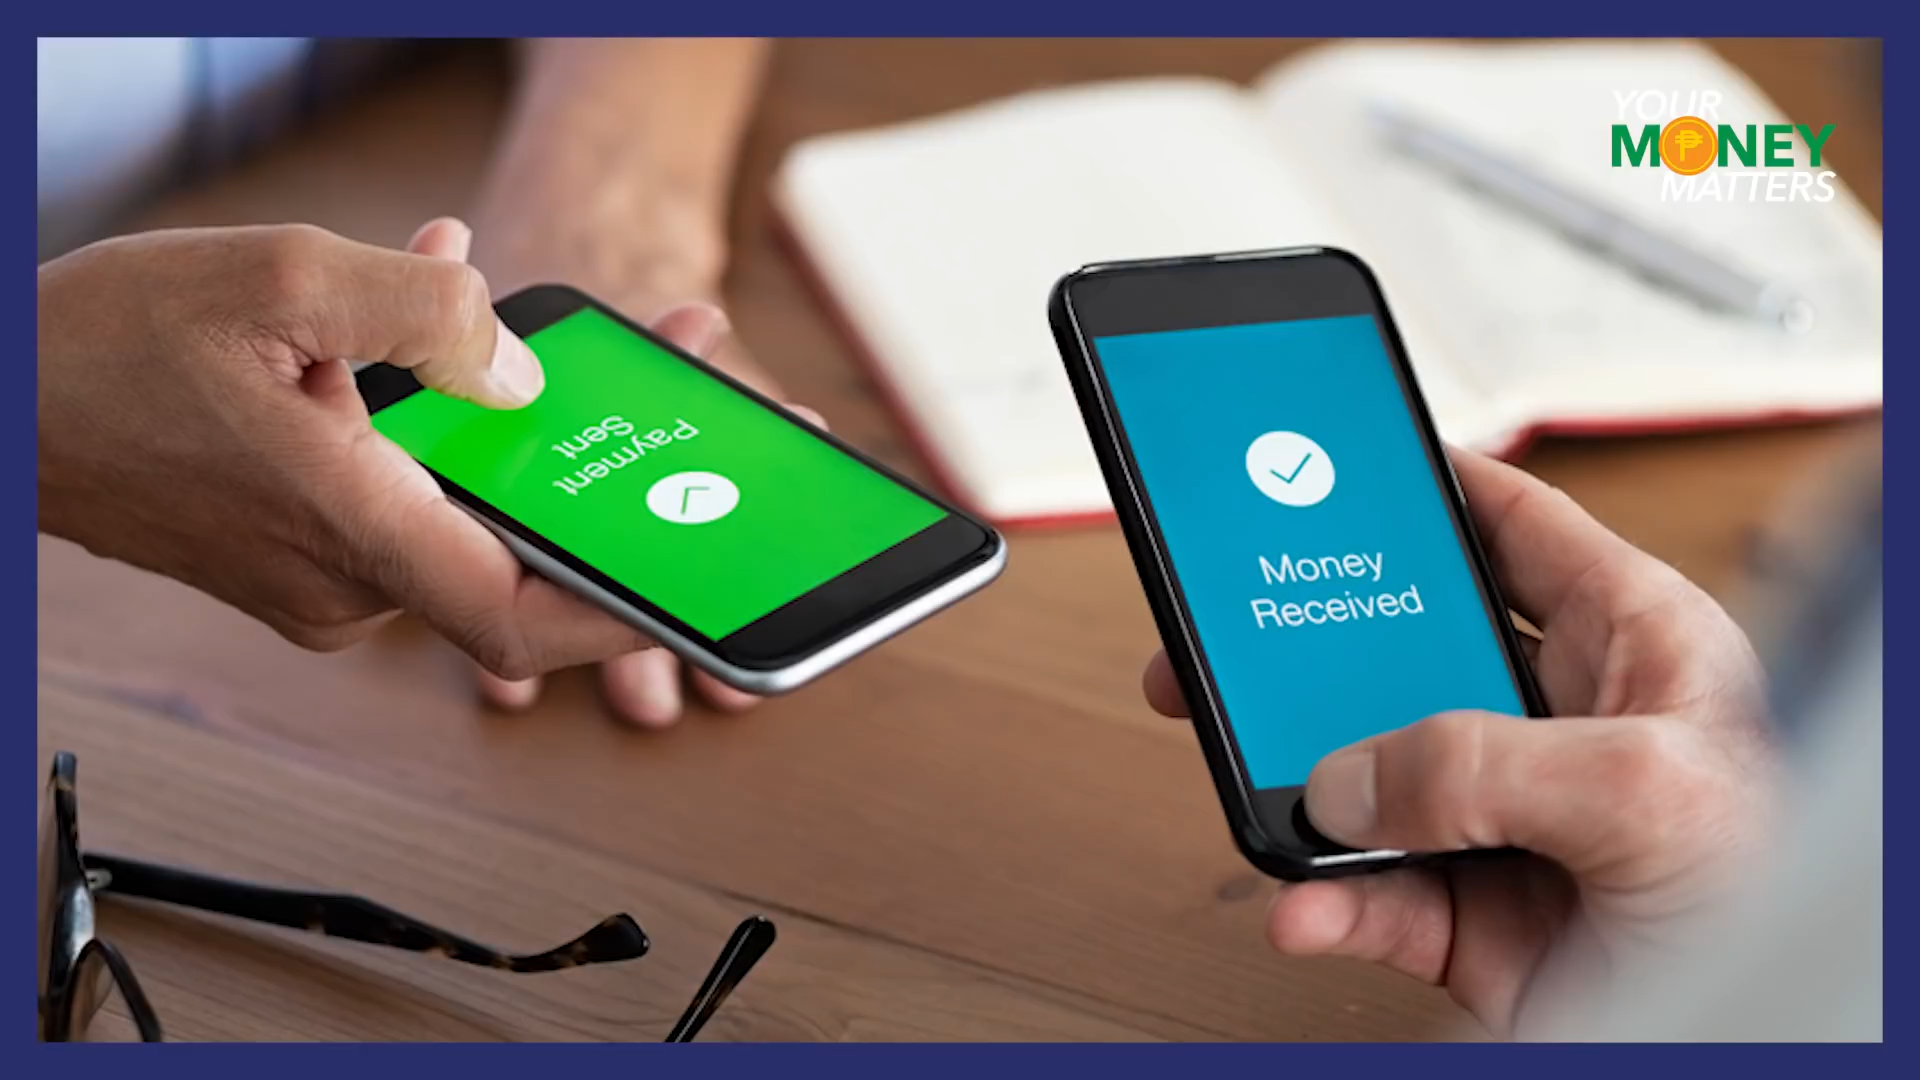 YOUR
MONEY
MATTERS
Payment
Sent
Money
Received